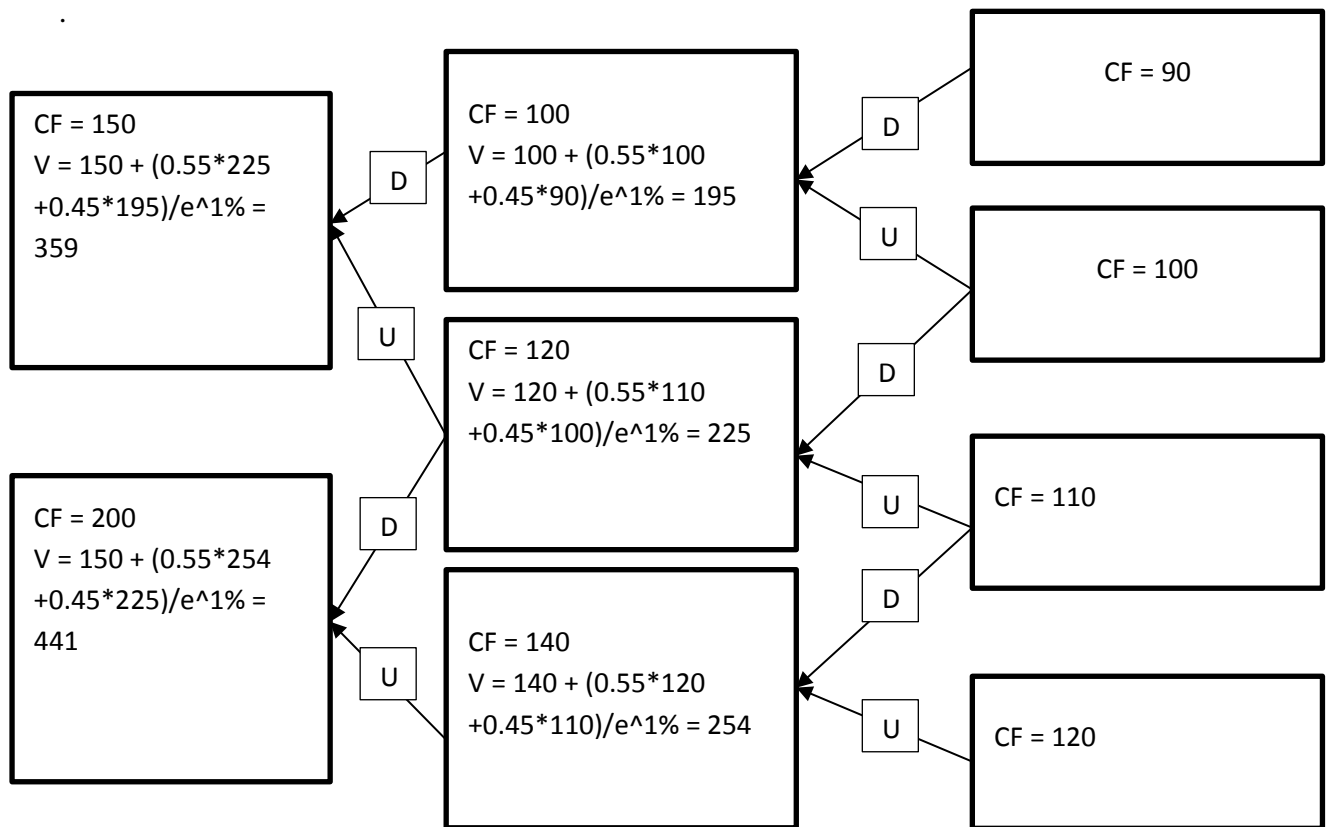 .
CF = 150
V = 150 + (0.55*225
+0.45*195)/e^1% =
359
CF = 200
V = 150 + (0.55*254
+0.45*225)/e^1% =
441
D
U
D
U
CF = 100
V = 100 + (0.55*100
+0.45*90)/e^1% = 195
CF = 120
V = 120 + (0.55*110
+0.45*100)/e^1% = 225
CF = 140
V = 140 + (0.55*120
+0.45*110)/e^1% = 254
D
U
D
U
D
U
CF = 90
CF = 100
CF = 110
CF = 120